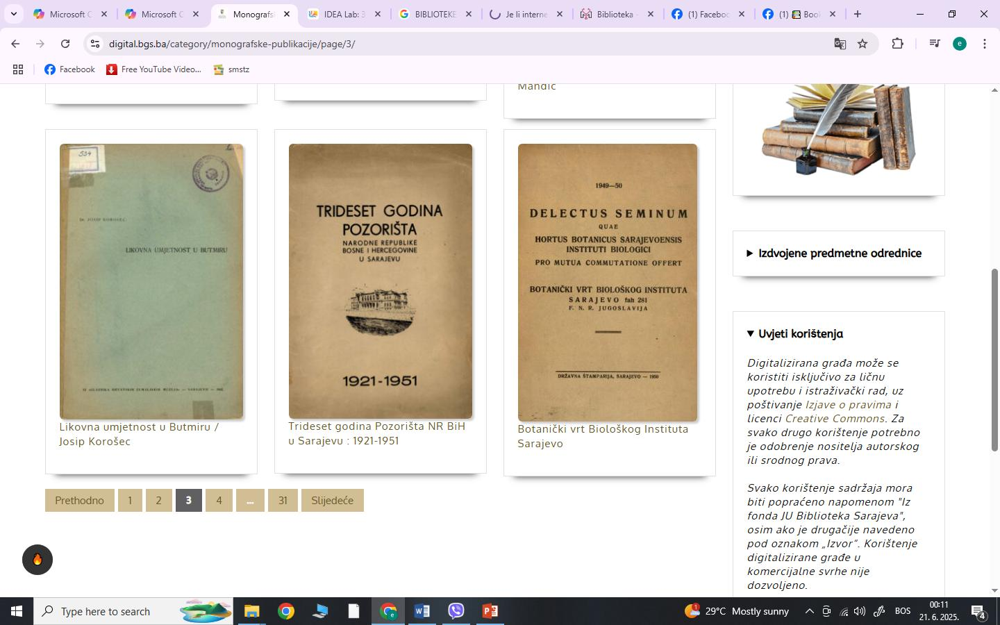 Microsoft C
Microsoft C
Monografs
IDEA Lab: 3
BIBLIOTEKE
Je li interne
Biblioteka -
(1) Faceboo
(1) Boo
digital.bgs.ba/category/monografske-publikacije/page/3/
e
Facebook
Free YouTube Video...
smstz
Mandić
534
Dr. JOSIP KOROŠEC:
LIKOVNA UMJETNOST U BUTMIRU
Likovna umjetnost u Butmiru /
Josip Korošec
TRIDESET GODINA
POZORIŠTA
NARODNE REPUBLIKE
BOSNE I HERCEGOVINE
U SARAJEVU
1921-1951
Trideset godina Pozorišta NR BiH
u Sarajevu : 1921-1951
1949—50
DELECTUS SEMINUM
QUAE
HORTUS BOTANICUS SARAJEVOENSIS
INSTITUTI BIOLOGICI
PRO MUTUA COMMUTATIONE OFFERT
BOTANIČKI VRT BIOLOŠKOG INSTITUTA
SARAJEVO fah 281
F. N. R. JUGOSLAVIJA
DRŽAVNA ŠTAMPARIJA, SARAJEVO — 1950
Botanički vrt Biološkog Instituta
Sarajevo
Prethodno 1 2 3 4 ... 31 Slijedeće
Izdvojene predmetne odrednice
Uvjeti korištenja
Digitalizirana građa može se
koristiti isključivo za ličnu
upotrebu i istraživački rad, uz
poštivanje Izjave o pravima i
licenci Creative Commons. Za
svako drugo korištenje potrebno
je odobrenje nositelja autorskog
ili srodnog prava.
Svako korištenje sadržaja mora
biti popraćeno napomenom "Iz
fonda JU Biblioteka Sarajeva",
osim ako je drugačije navedeno
pod oznakom „Izvor“. Korištenje
digitalizirane građe u
komercijalne svrhe nije
dozvoljeno.
Type here to search
1
29°C Mostly sunny
BOS
00:11
21. 6. 2025.
4